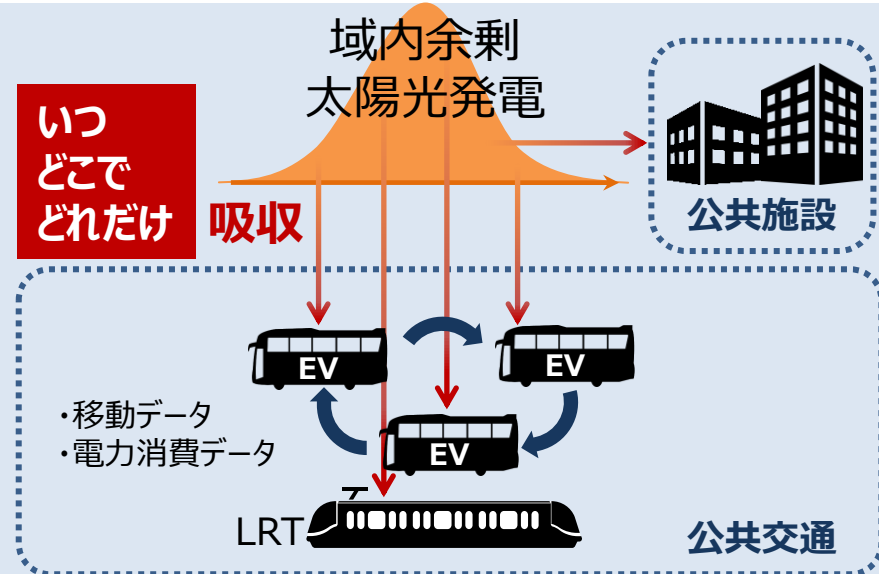 域内余剰
太陽光発電
いつ
どこで
どれだけ
吸収
公共施設
EV
EV
・移動データ
・電力消費データ
EV
LRT
公共交通